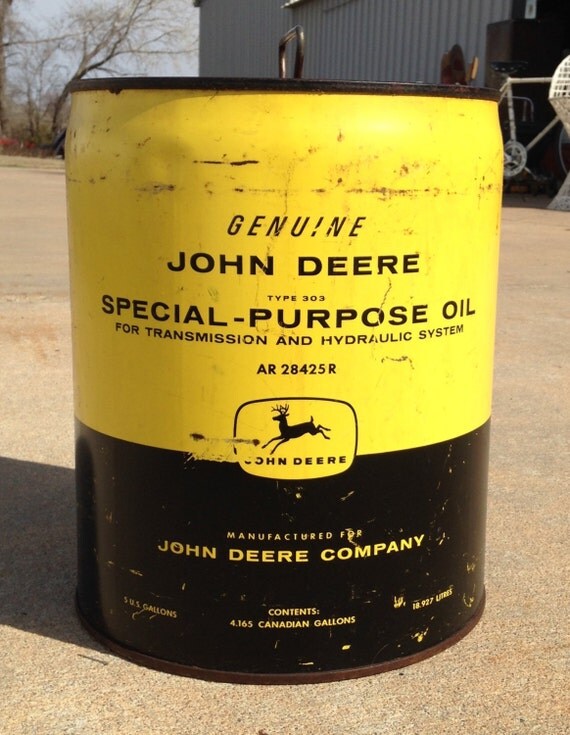 GENUINE
JOHN DEERE
TYPE 303
SPECIAL-PURPOSE OIL
FOR TRANSMISSION AND HYDRAULIC SYSTEM
AR 28425R
JOHN DEERE
MANUFACTURED FOR
JOHN DEERE COMPANY
5 U.S. GALLONS
CONTENTS:
4.165 CANADIAN GALLONS
18.927 LITRES